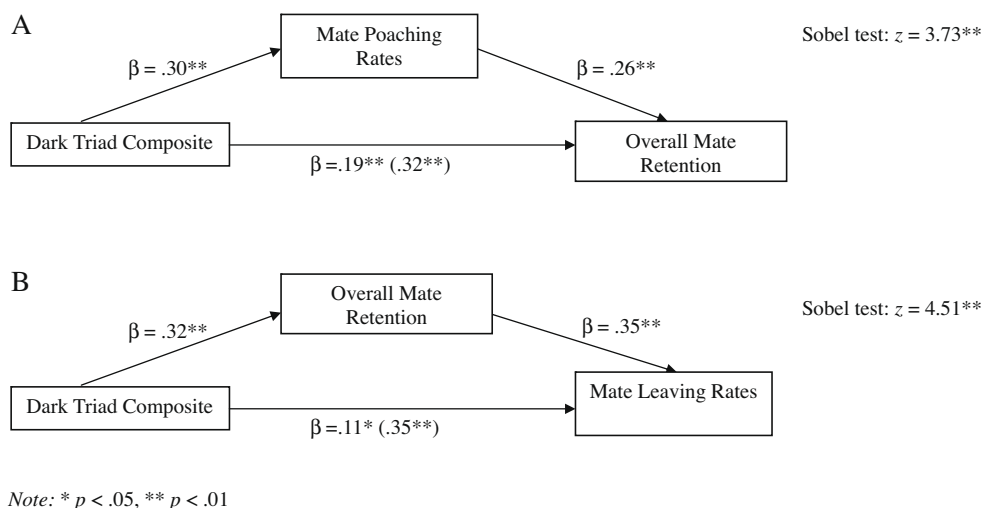 A
Mate Poaching
Rates
Sobel test: z = 3.73**
β = .30**
β = .26**
Dark Triad Composite
β =.19** (.32**)
Overall Mate
Retention
B
Overall Mate
Retention
Sobel test: z = 4.51**
β = .32**
β = .35**
Dark Triad Composite
β =.11* (.35**)
Mate Leaving Rates
Note: * p < .05, ** p < .01